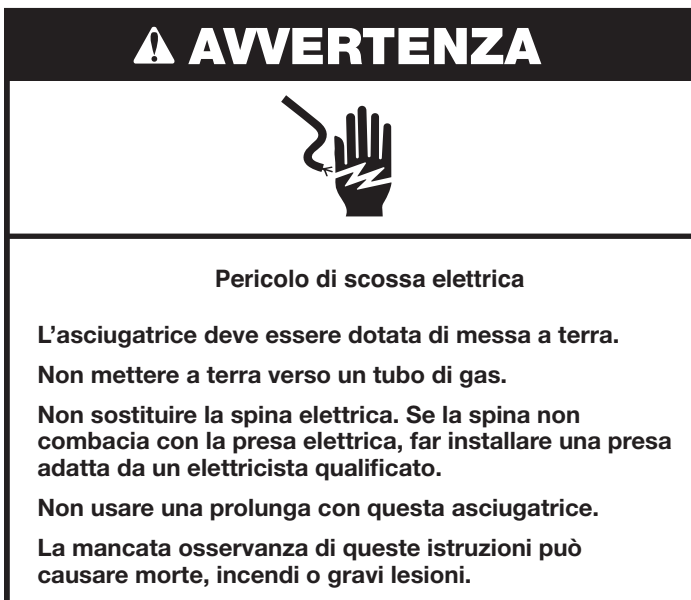 AVVERTENZA
Pericolo di scossa elettrica
L’asciugatrice deve essere dotata di messa a terra.
Non mettere a terra verso un tubo di gas.
Non sostituire la spina elettrica. Se la spina non
combacia con la presa elettrica, far installare una presa
adatta da un elettricista qualificato.
Non usare una prolunga con questa asciugatrice.
La mancata osservanza di queste istruzioni può
causare morte, incendi o gravi lesioni.